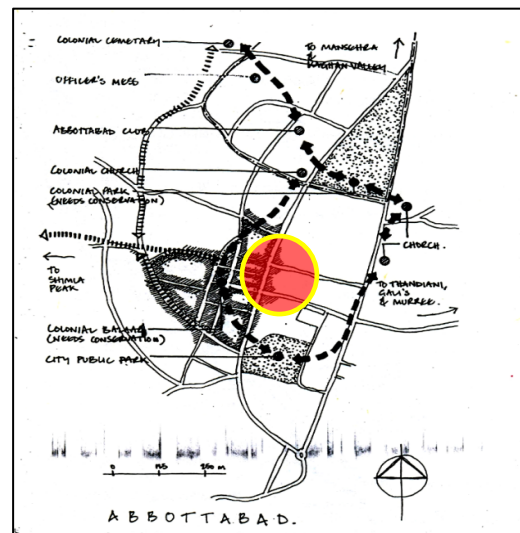 COLONIAL CEMETARY
OFFICER'S MESS
ABBOTTABAD CLUB
COLONIAL CHURCH
COLONIAL PARK
(NEEDS CONSERVATION)
TO MANSEHRA
&
KAGHAN VALLEY
CHURCH.
TO
SHIMLA
PEAK
TO THANDIANI,
GALI'S
& MURREE.
COLONIAL BAZAAR
(NEEDS CONSERVATION)
CITY PUBLIC PARK
0 125 250 m
ABBOTTABAD.